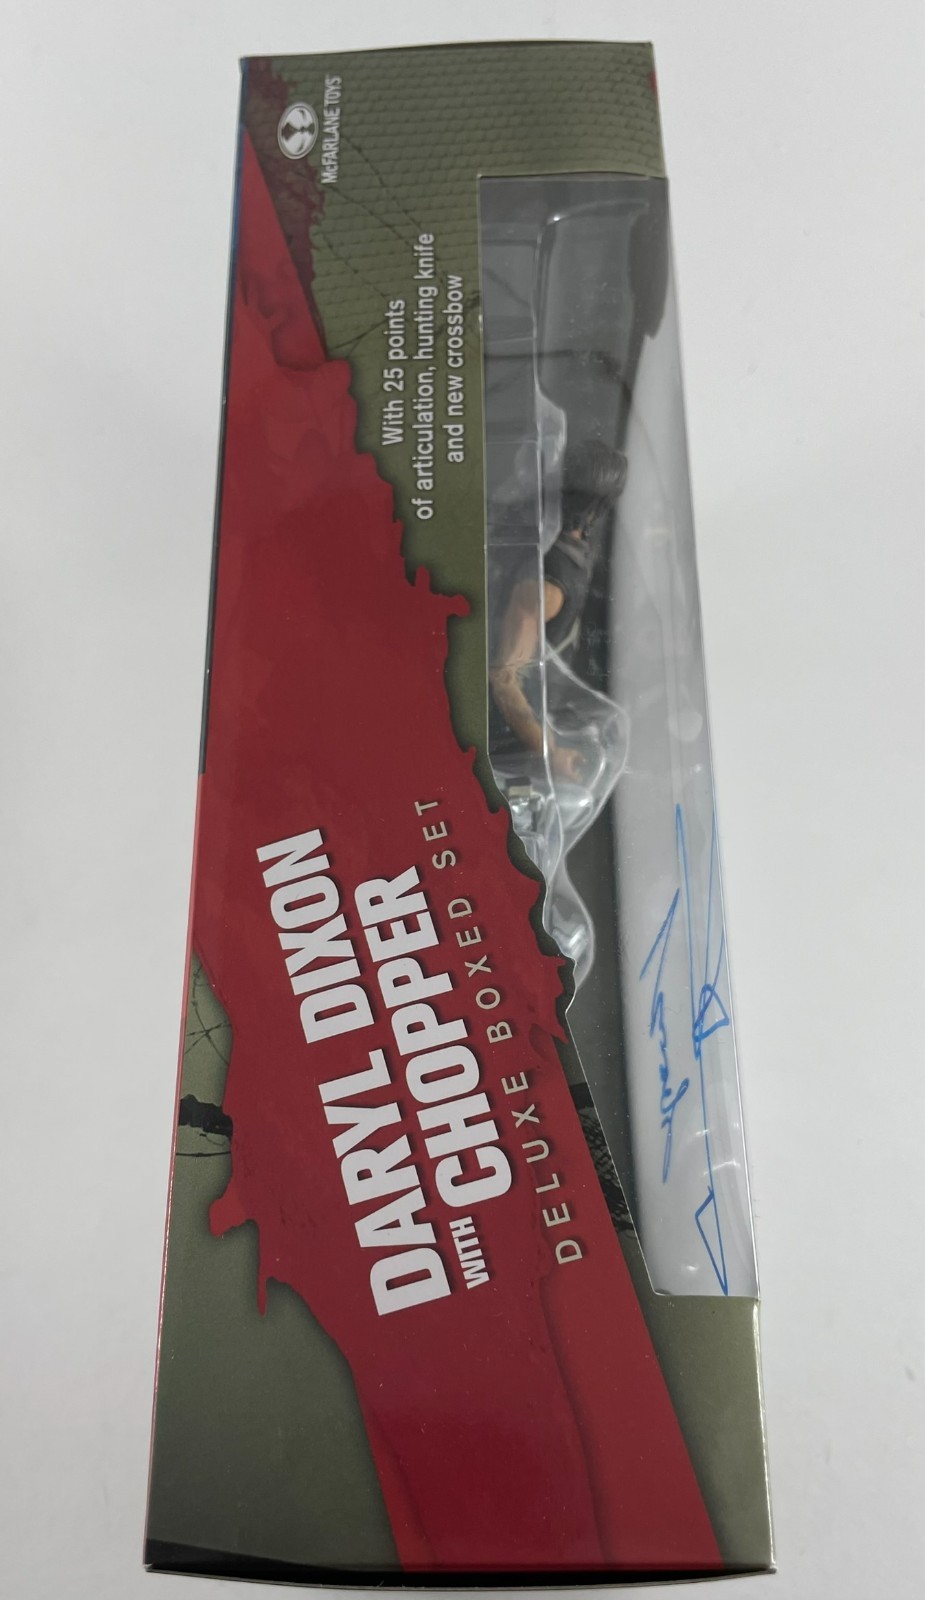 McFARLANE TOYS
With 25 points
of articulation, hunting knife
and new crossbow
DARYL DIXON
WITH CHOPPER
DELUXE BOXED SET